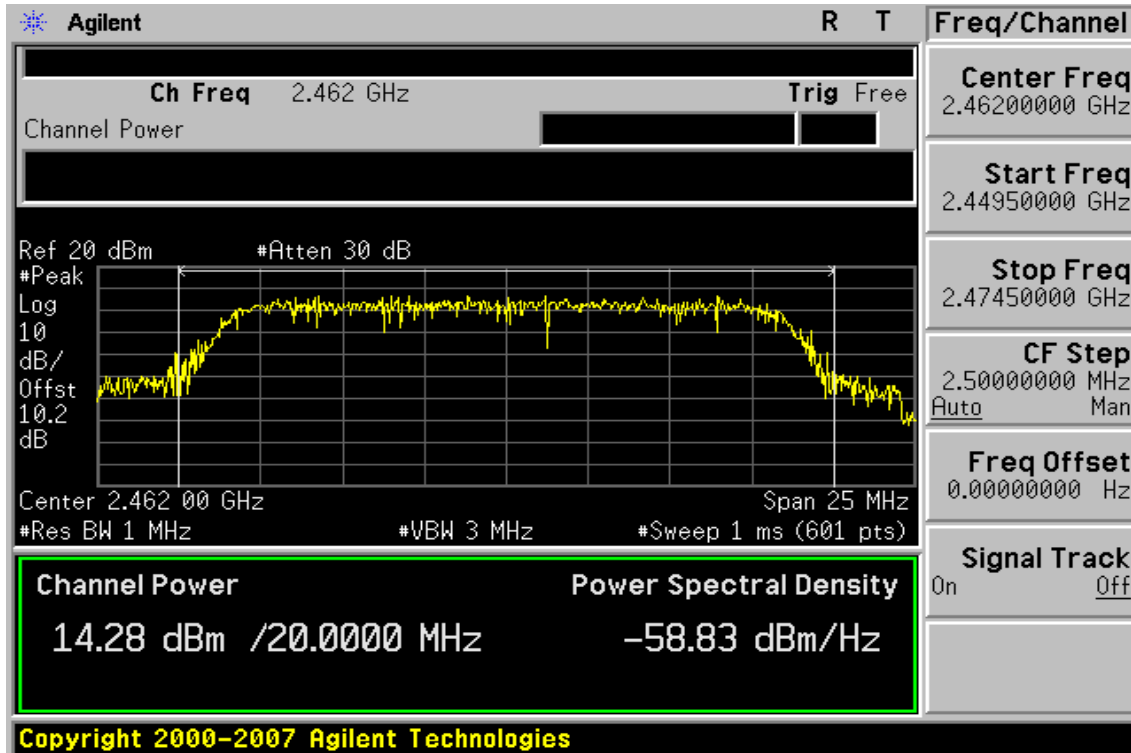 Agilent R T
Ch Freq 2.462 GHz Trig Free
Channel Power
Ref 20 dBm #Atten 30 dB
#Peak
Log
10
dB/
Offst
10.2
dB
Center 2.462 00 GHz Span 25 MHz
#Res BW 1 MHz #VBW 3 MHz #Sweep 1 ms (601 pts)
Channel Power Power Spectral Density
14.28 dBm /20.0000 MHz -58.83 dBm/Hz
Copyright 2000-2007 Agilent Technologies
Freq/Channel
Center Freq
2.46200000 GHz
Start Freq
2.44950000 GHz
Stop Freq
2.47450000 GHz
CF Step
2.50000000 MHz
Auto Man
Freq Offset
0.00000000 Hz
Signal Track
On Off